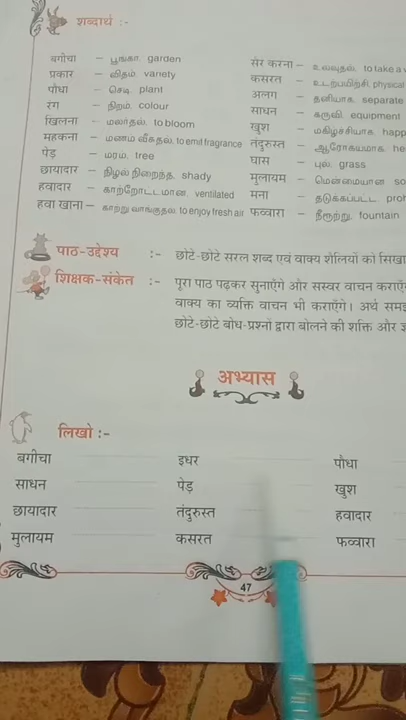 शब्दार्थ :-
बगीचा – பூங்கா, garden
प्रकार – விதம், variety
पौधा – செடி, plant
रंग – நிறம், colour
खिलना – மலர்தல், to bloom
महकना – மணம் வீசுதல், to emit fragrance
पेड़ – மரம், tree
छायादार – நிழல் நிறைந்த, shady
हवादार – காற்றோட்டமான, ventilated
हवा खाना – காற்று வாங்குதல், to enjoy fresh air
सेर करना – உலவுதல், to take a
कसरत – உடற்பயிற்சி, physical
अलग – தனியாக, separate
साधन – கருவி, equipment
खुश – மகிழ்ச்சியாக, happ
तंदुरुस्त – ஆரோக்யமாக, he
घास – புல், grass
मुलायम – மென்மையான, so
मना – தடுக்கப்பட்ட, proh
फव्वारा – நீரூற்று, fountain
पाठ-उद्देश्य :- छोटे-छोटे सरल शब्द एवं वाक्य शैलियों को सिखा
शिक्षक-संकेत :- पूरा पाठ पढ़कर सुनाएँगे और सस्वर वाचन कराएँ
वाक्य का व्यक्ति वाचन भी कराएँगे। अर्थ समझ
छोटे-छोटे बोध-प्रश्नों द्वारा बोलने की शक्ति और
अभ्यास
लिखो :-
बगीचा इधर पौधा
साधन पेड़ खुश
छायादार तंदुरुस्त हवादार
मुलायम कसरत फव्वारा
47